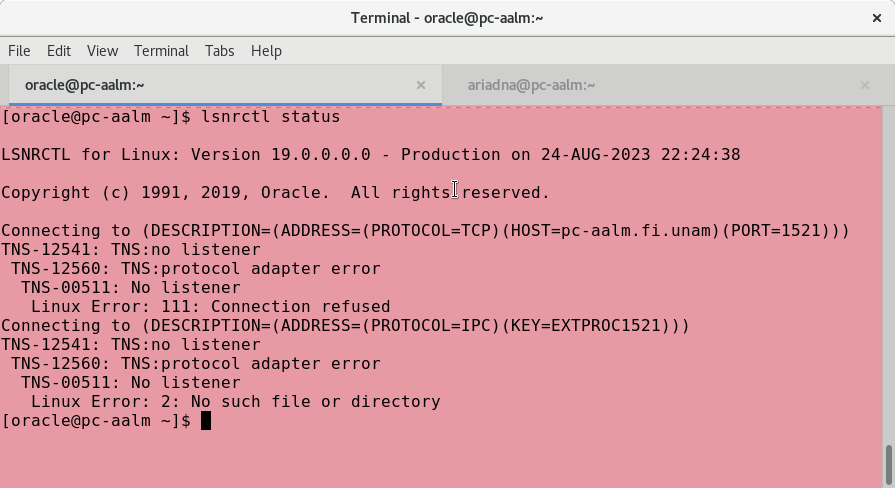 Terminal - oracle@pc-aalm:~
File Edit View Terminal Tabs Help
oracle@pc-aalm:~ ariadna@pc-aalm:~
[oracle@pc-aalm ~]$ lsnrctl status
LSNRCTL for Linux: Version 19.0.0.0.0 - Production on 24-AUG-2023 22:24:38
Copyright (c) 1991, 2019, Oracle.  All rights reserved.
Connecting to (DESCRIPTION=(ADDRESS=(PROTOCOL=TCP)(HOST=pc-aalm.fi.unam)(PORT=1521)))
TNS-12541: TNS:no listener
 TNS-12560: TNS:protocol adapter error
  TNS-00511: No listener
   Linux Error: 111: Connection refused
Connecting to (DESCRIPTION=(ADDRESS=(PROTOCOL=IPC)(KEY=EXTPROC1521)))
TNS-12541: TNS:no listener
 TNS-12560: TNS:protocol adapter error
  TNS-00511: No listener
   Linux Error: 2: No such file or directory
[oracle@pc-aalm ~]$